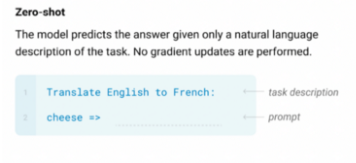 Zero-shot
The model predicts the answer given only a natural language
description of the task. No gradient updates are performed.
1 Translate English to French: task description
2 cheese => prompt